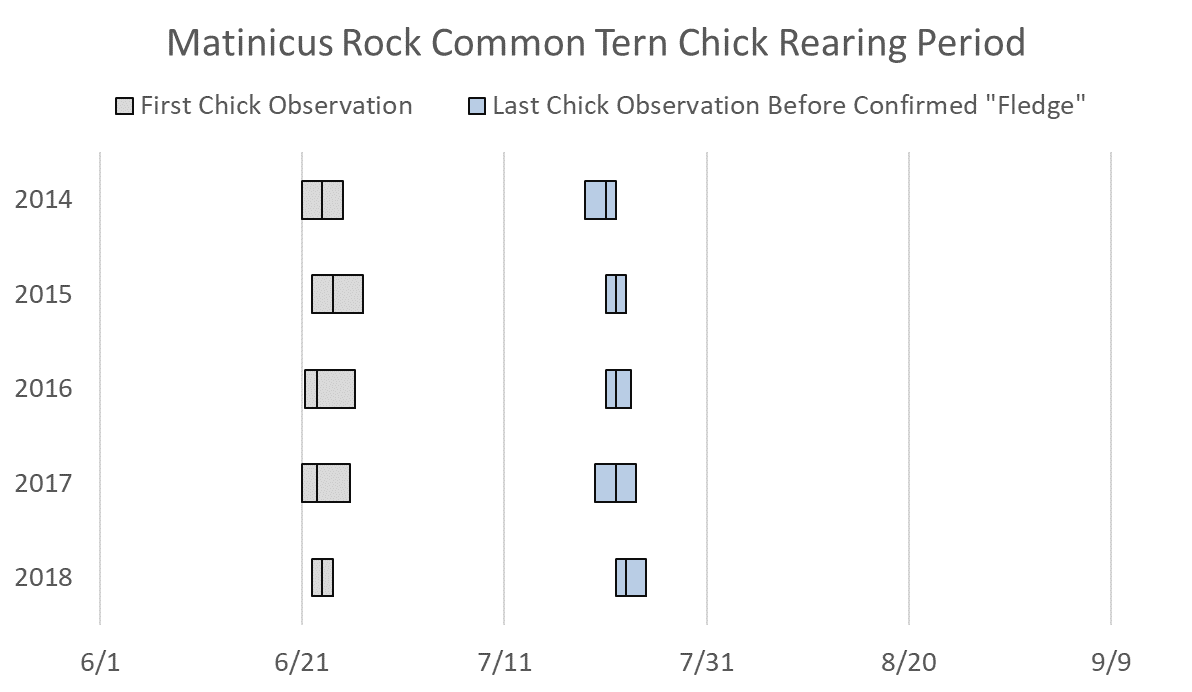 Matinicus Rock Common Tern Chick Rearing Period
First Chick Observation Last Chick Observation Before Confirmed "Fledge"
2014
2015
2016
2017
2018
6/1 6/21 7/11 7/31 8/20 9/9